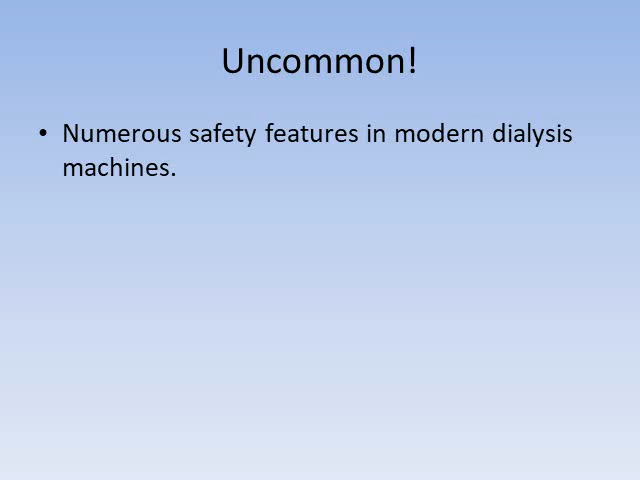 Uncommon!
• Numerous safety features in modern dialysis
machines.